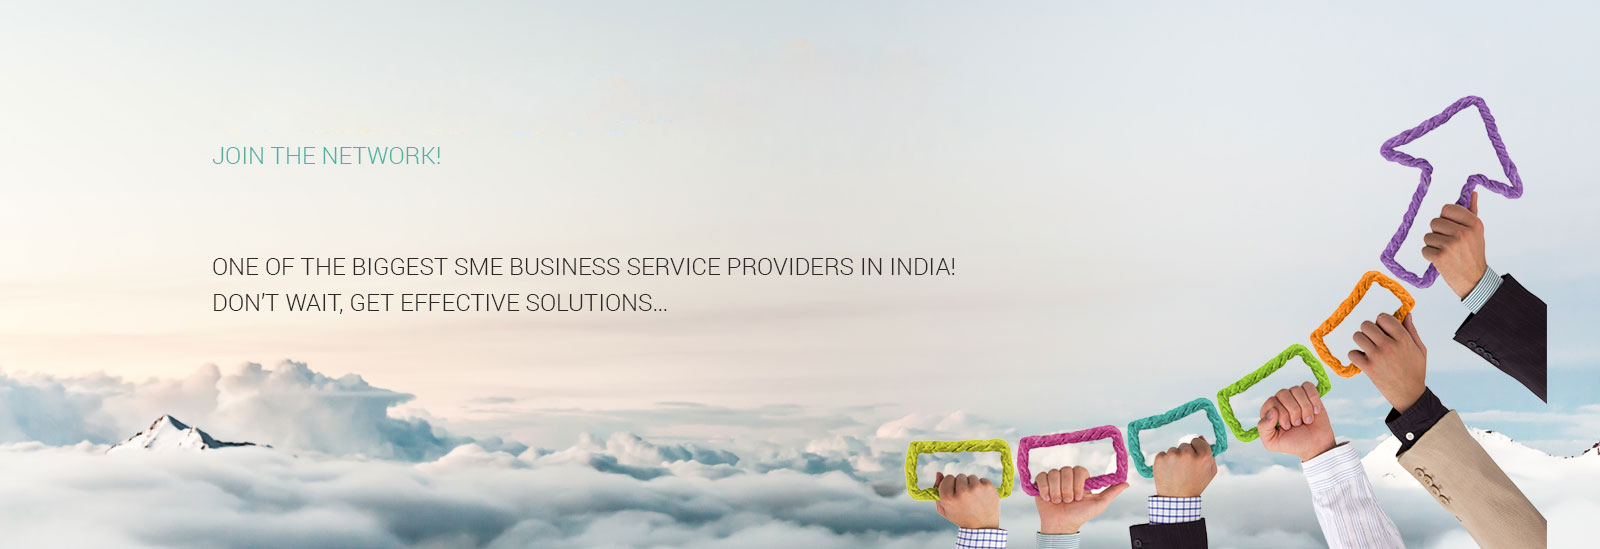 JOIN THE NETWORK!
ONE OF THE BIGGEST SME BUSINESS SERVICE PROVIDERS IN INDIA!
DON'T WAIT, GET EFFECTIVE SOLUTIONS...